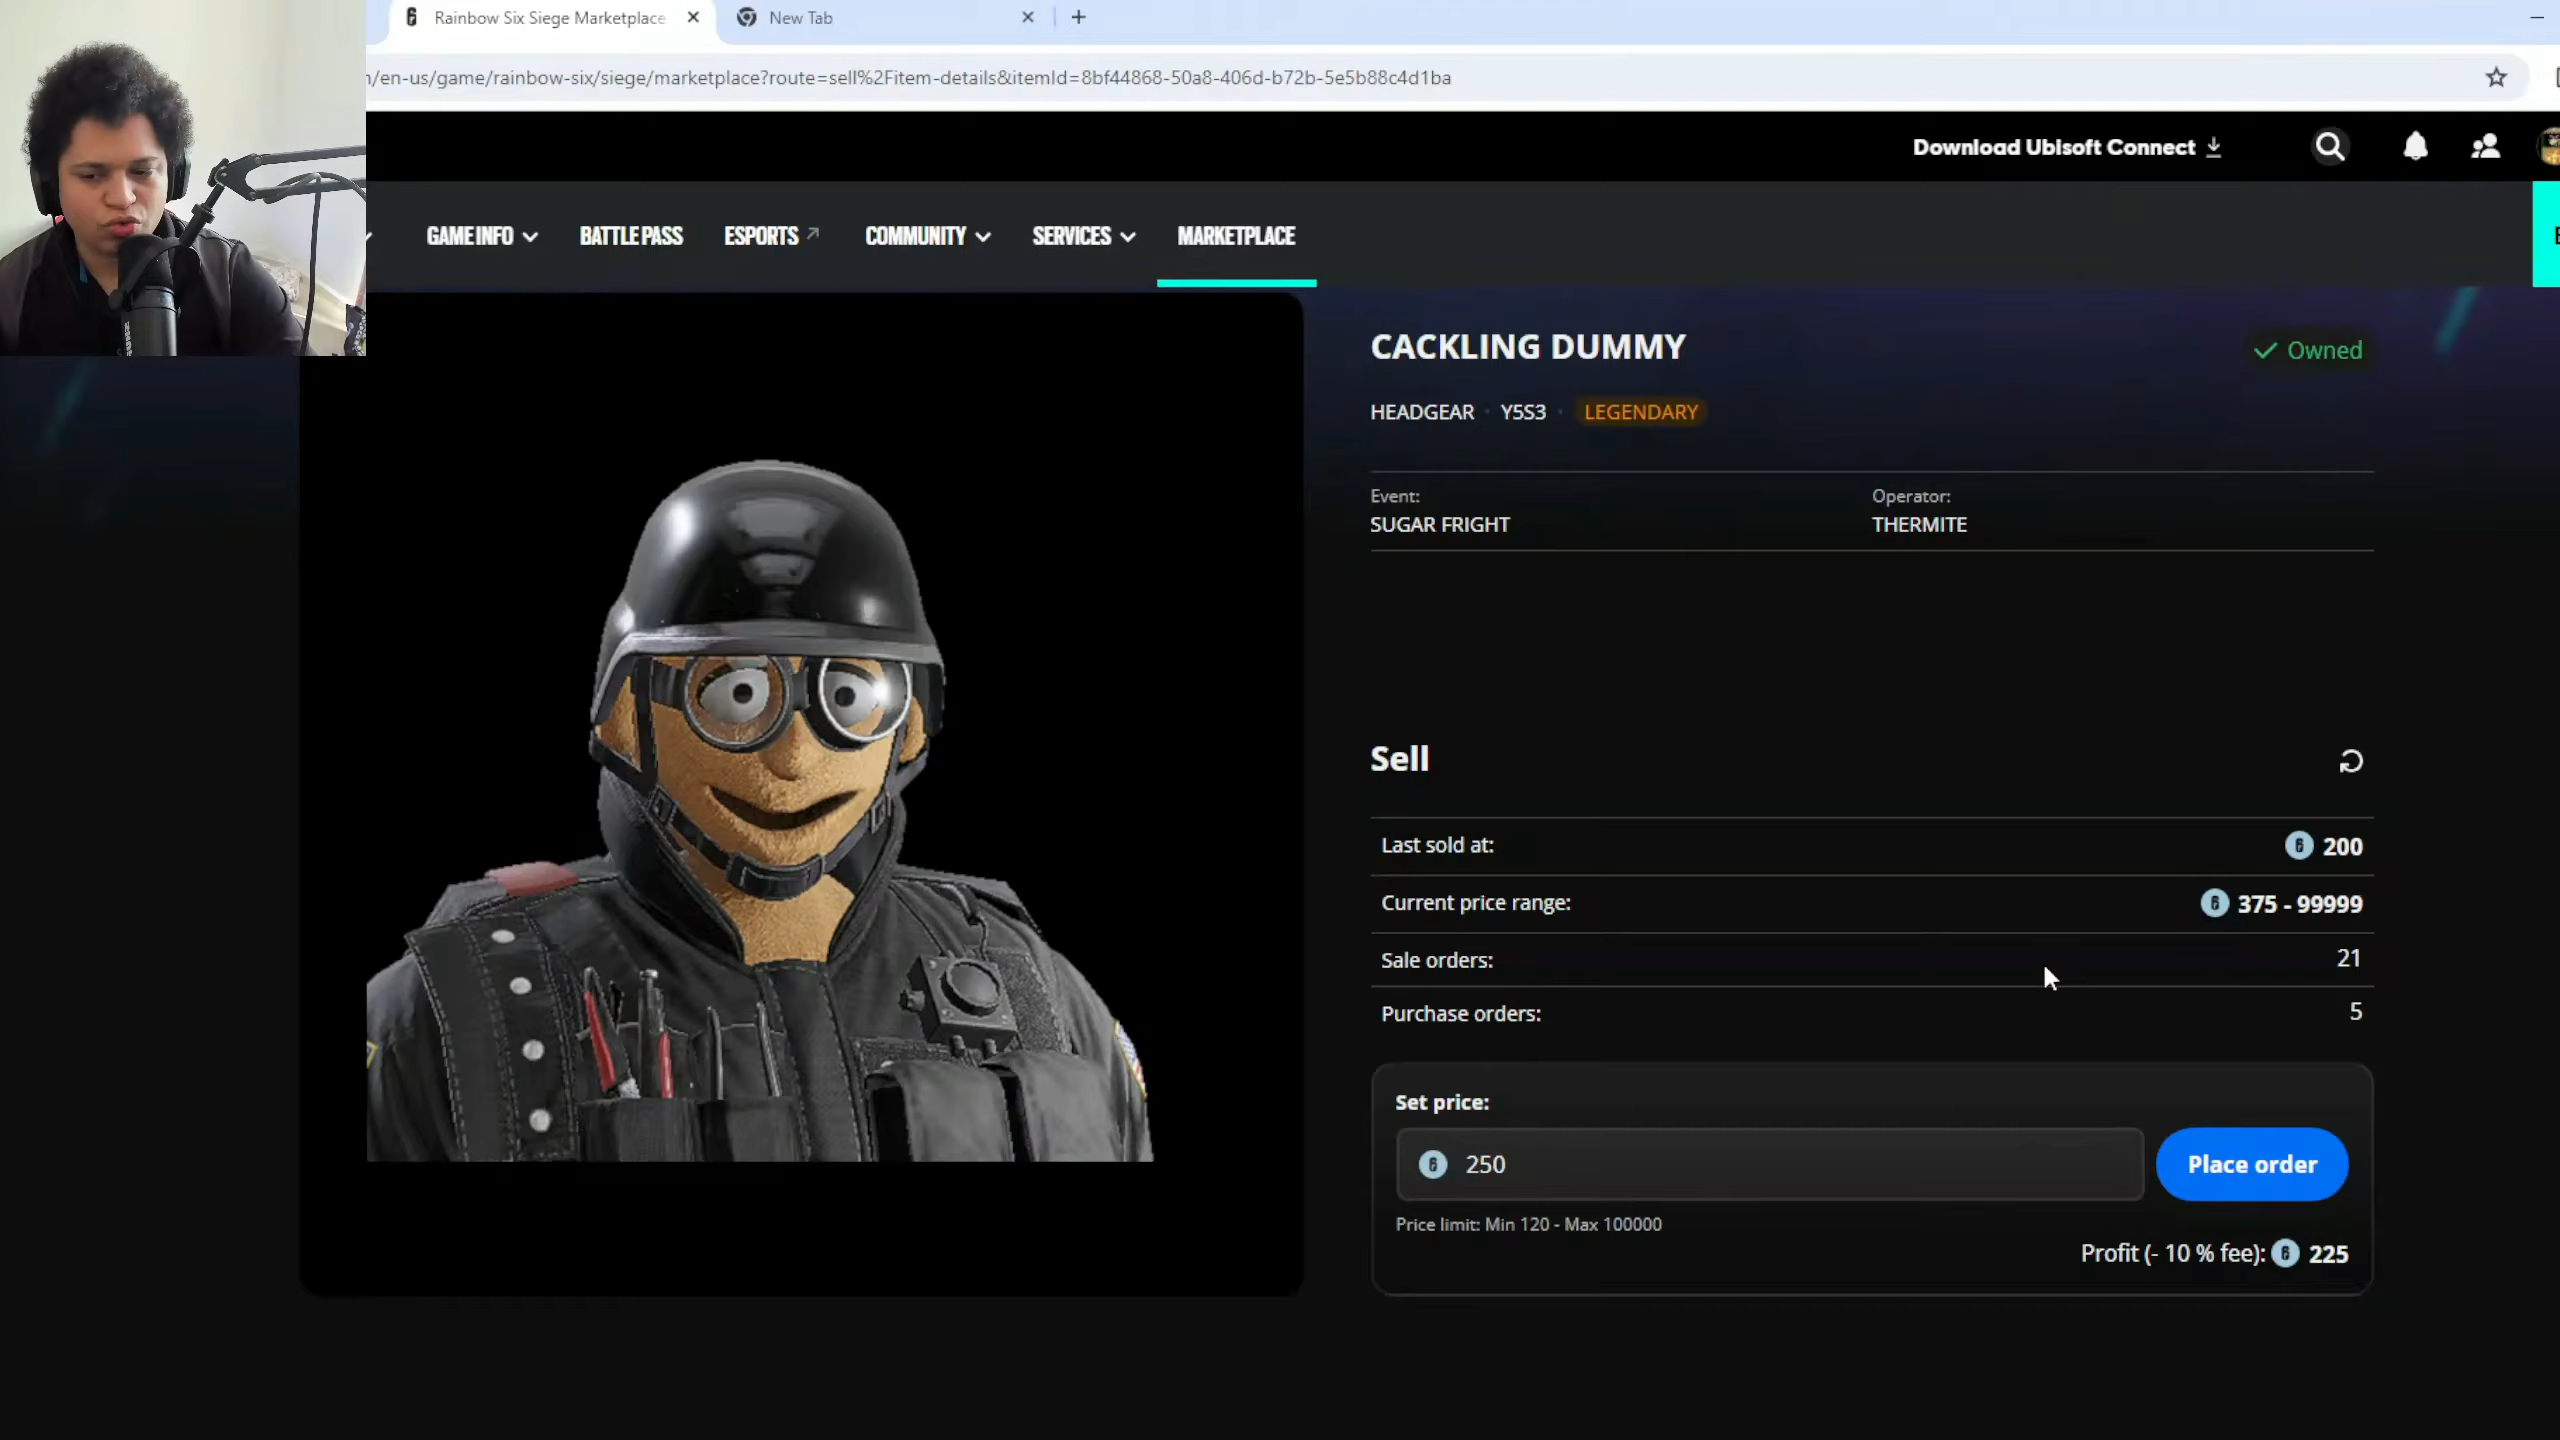 Rainbow Six Siege Marketplace
New Tab
/en-us/game/rainbow-six/siege/marketplace?route=sell%2Fitem-details&itemId=8bf44868-50a8-406d-b72b-5e5b88c4d1ba
Download Ubisoft Connect
GAME INFO BATTLE PASS ESPORTS COMMUNITY SERVICES MARKETPLACE
CACKLING DUMMY
Owned
HEADGEAR · Y5S3 · LEGENDARY
Event:
SUGAR FRIGHT
Operator:
THERMITE
Sell
Last sold at: 200
Current price range: 375 - 99999
Sale orders: 21
Purchase orders: 5
Set price:
250
Place order
Price limit: Min 120 - Max 100000
Profit (- 10 % fee): 225